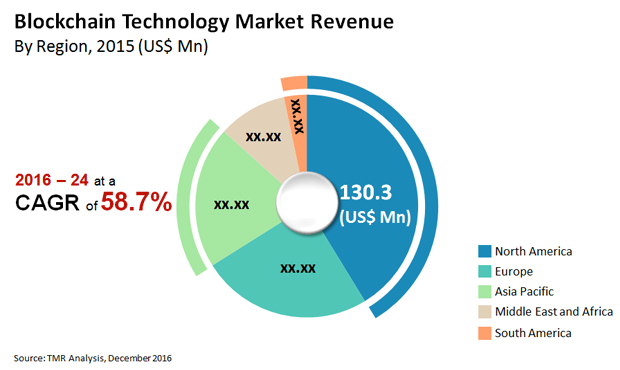 Blockchain Technology Market Revenue
By Region, 2015 (US$ Mn)
xx.xx
xx.xx
2016 – 24 at a
CAGR of 58.7%
xx.xx
130.3
(US$ Mn)
xx.xx
North America
Europe
Asia Pacific
Middle East and Africa
South America
Source: TMR Analysis, December 2016